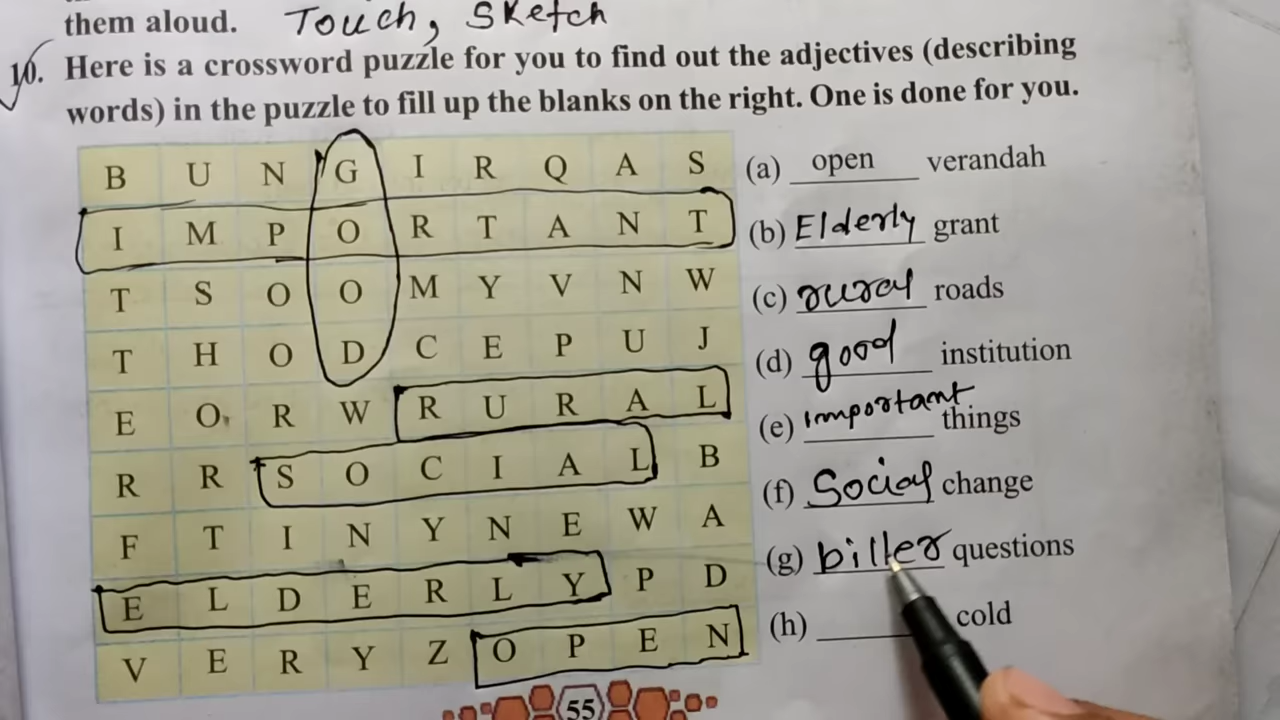 them aloud. Touch, Sketch
10. Here is a crossword puzzle for you to find out the adjectives (describing
words) in the puzzle to fill up the blanks on the right. One is done for you.
B U N G I R Q A S
I M P O R T A N T
T S O O M Y V N W
T H O D C E P U J
E O R W R U R A L
R R S O C I A L B
F T I N Y N E W A
E L D E R L Y P D
V E R Y Z O P E N
(a) open verandah
(b) Elderly grant
(c) rural roads
(d) good institution
(e) important things
(f) Social change
(g) biller questions
(h) ______ cold
55